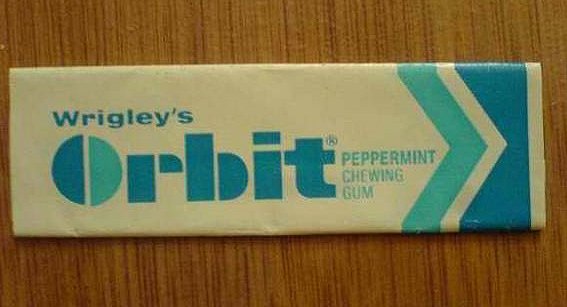 Wrigley's
Orbit®
PEPPERMINT
CHEWING
GUM